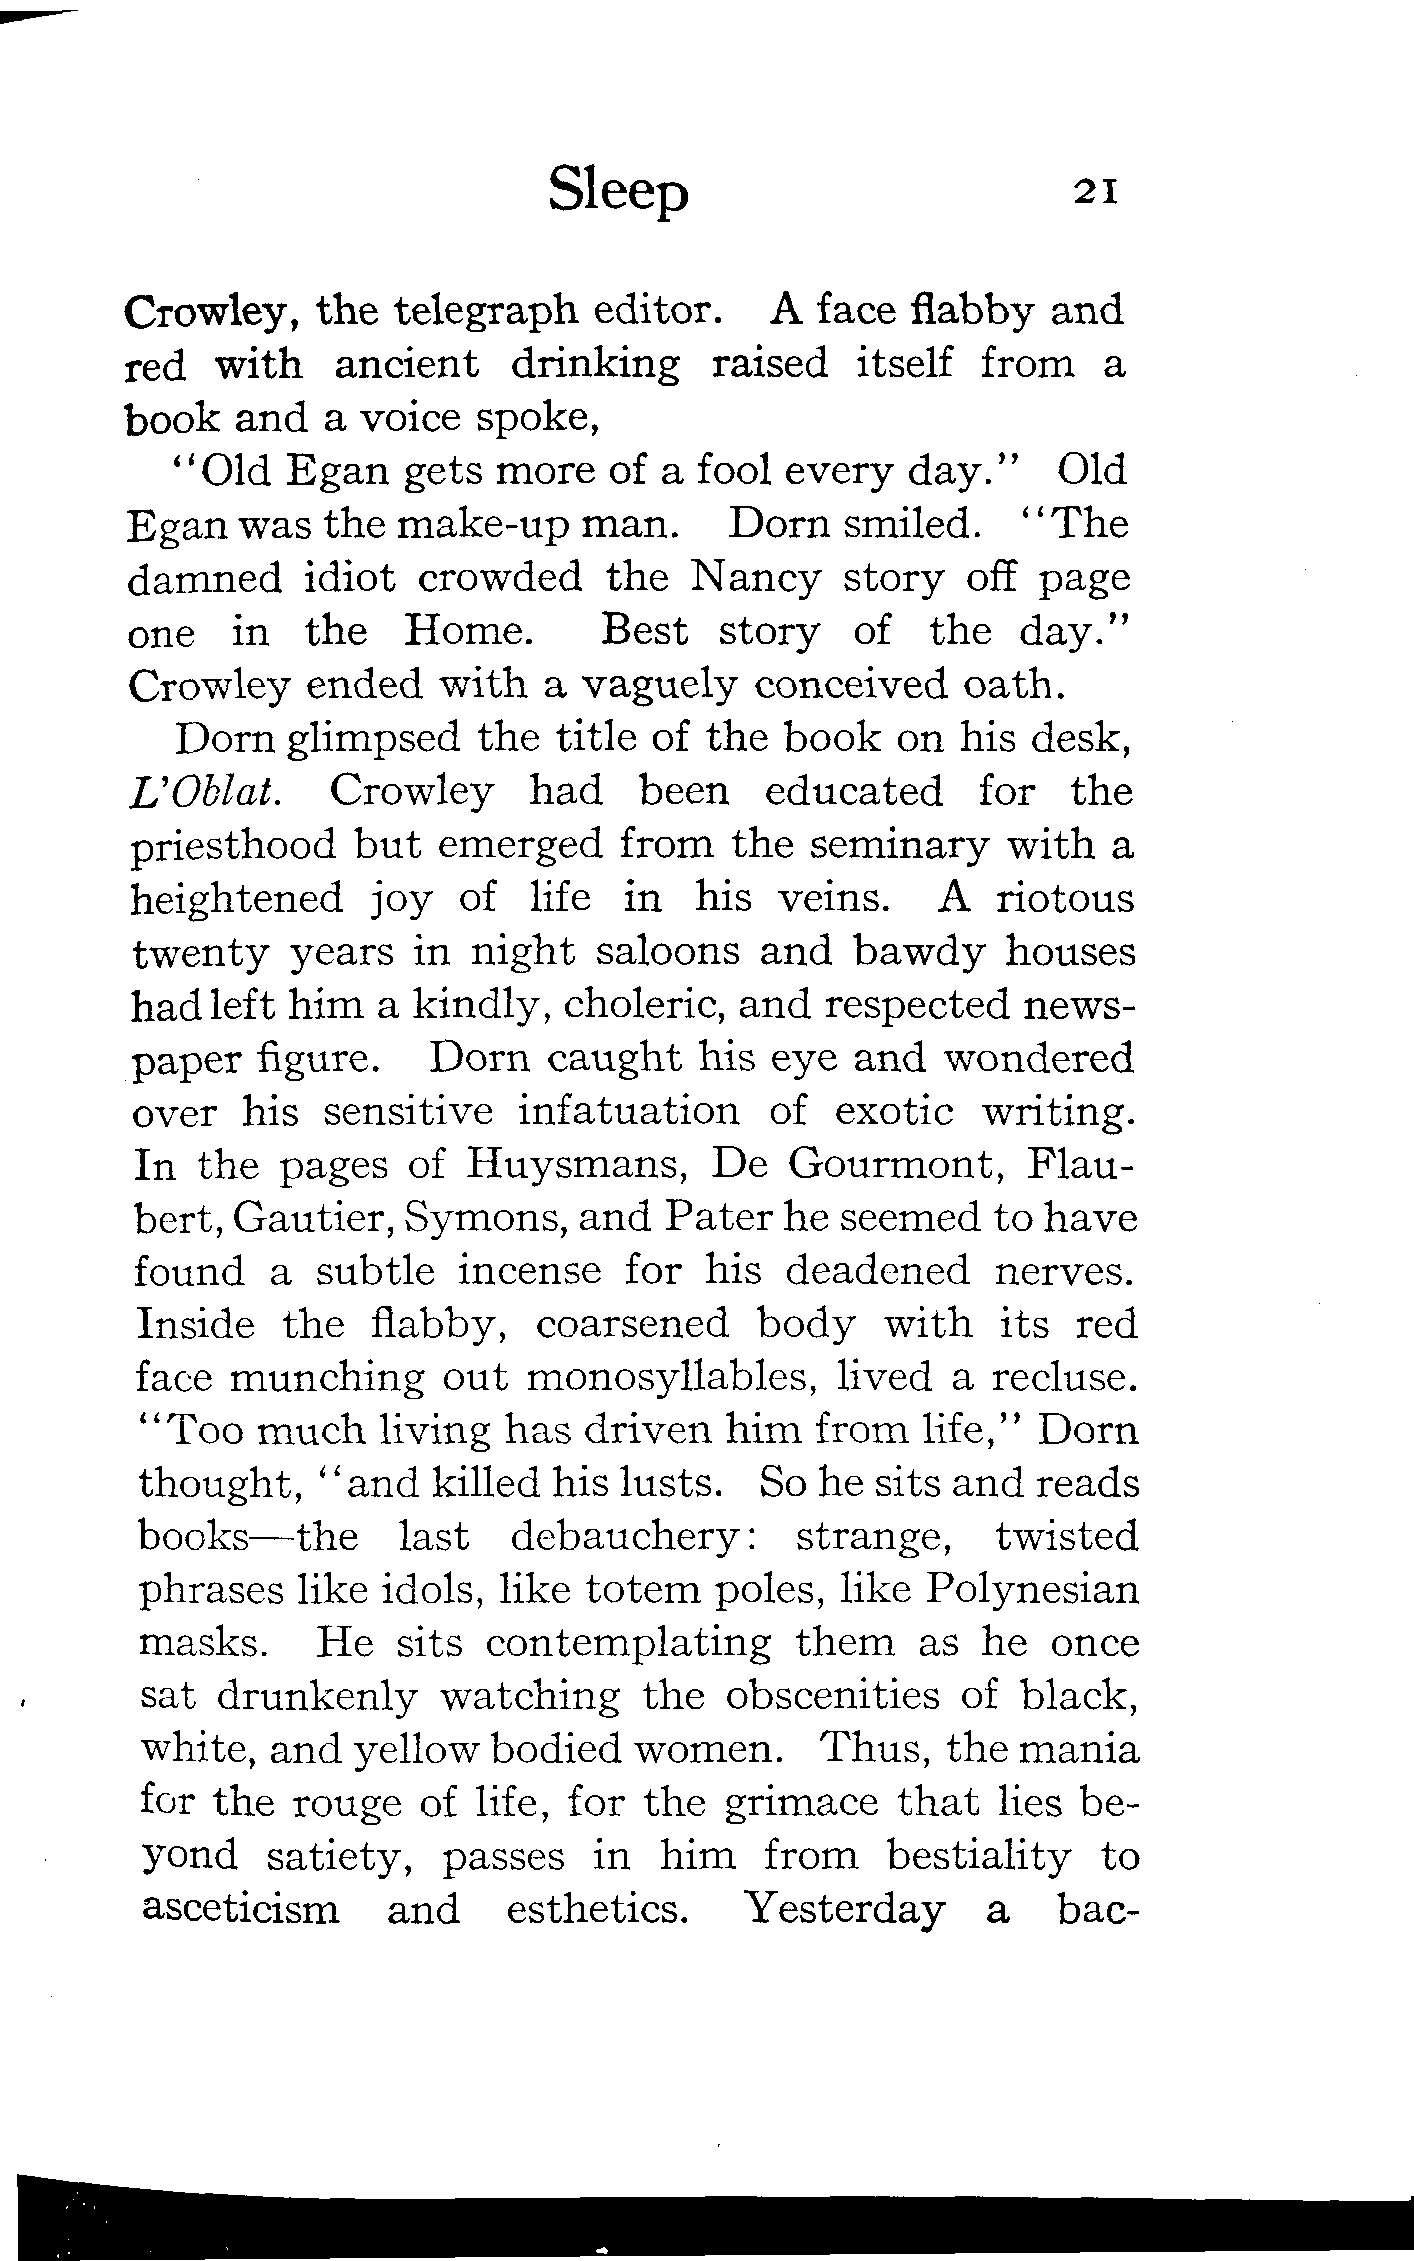 Sleep 21
Crowley, the telegraph editor. A face flabby and
red with ancient drinking raised itself from a
book and a voice spoke,
"Old Egan gets more of a fool every day." Old
Egan was the make-up man. Dorn smiled. "The
damned idiot crowded the Nancy story off page
one in the Home. Best story of the day."
Crowley ended with a vaguely conceived oath.
Dorn glimpsed the title of the book on his desk,
L'Oblat. Crowley had been educated for the
priesthood but emerged from the seminary with a
heightened joy of life in his veins. A riotous
twenty years in night saloons and bawdy houses
had left him a kindly, choleric, and respected news-
paper figure. Dorn caught his eye and wondered
over his sensitive infatuation of exotic writing.
In the pages of Huysmans, De Gourmont, Flau-
bert, Gautier, Symons, and Pater he seemed to have
found a subtle incense for his deadened nerves.
Inside the flabby, coarsened body with its red
face munching out monosyllables, lived a recluse.
"Too much living has driven him from life," Dorn
thought, "and killed his lusts. So he sits and reads
books—the last debauchery: strange, twisted
phrases like idols, like totem poles, like Polynesian
masks. He sits contemplating them as he once
sat drunkenly watching the obscenities of black,
white, and yellow bodied women. Thus, the mania
for the rouge of life, for the grimace that lies be-
yond satiety, passes in him from bestiality to
asceticism and esthetics. Yesterday a bac-